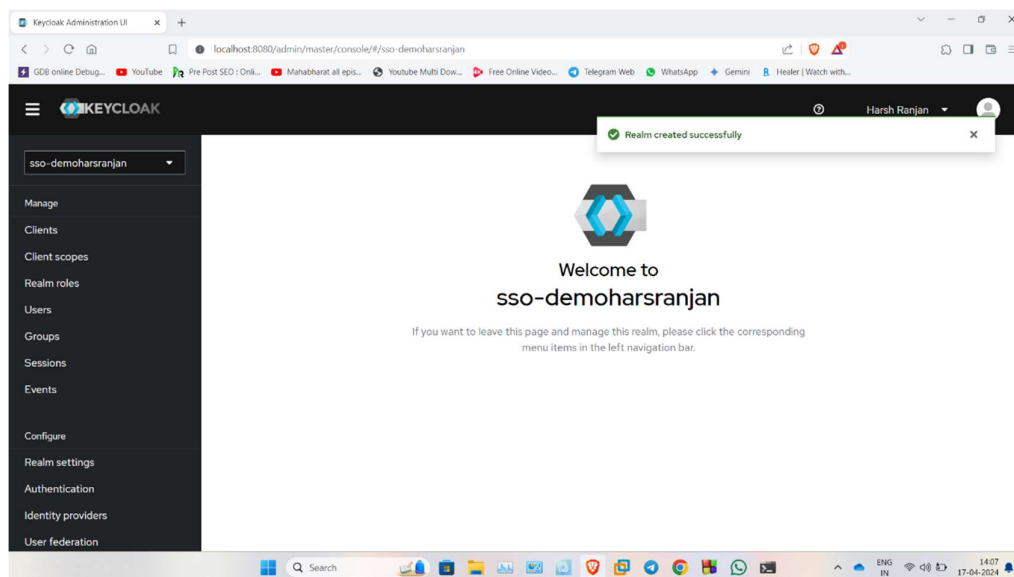 Keycloak Administration UI
localhost:8080/admin/master/console/#/sso-demoharsranjan
GDB online Debug... YouTube Pre Post SEO : Onli... Mahabharat all epis... Youtube Multi Dow... Free Online Video... Telegram Web WhatsApp Gemini Healer | Watch with...
KEYCLOAK
Harsh Ranjan
Realm created successfully
sso-demoharsranjan
Manage
Clients
Client scopes
Realm roles
Users
Groups
Sessions
Events
Configure
Realm settings
Authentication
Identity providers
User federation
Welcome to
sso-demoharsranjan
If you want to leave this page and manage this realm, please click the corresponding
menu items in the left navigation bar.
Search
ENG
IN
14:07
17-04-2024